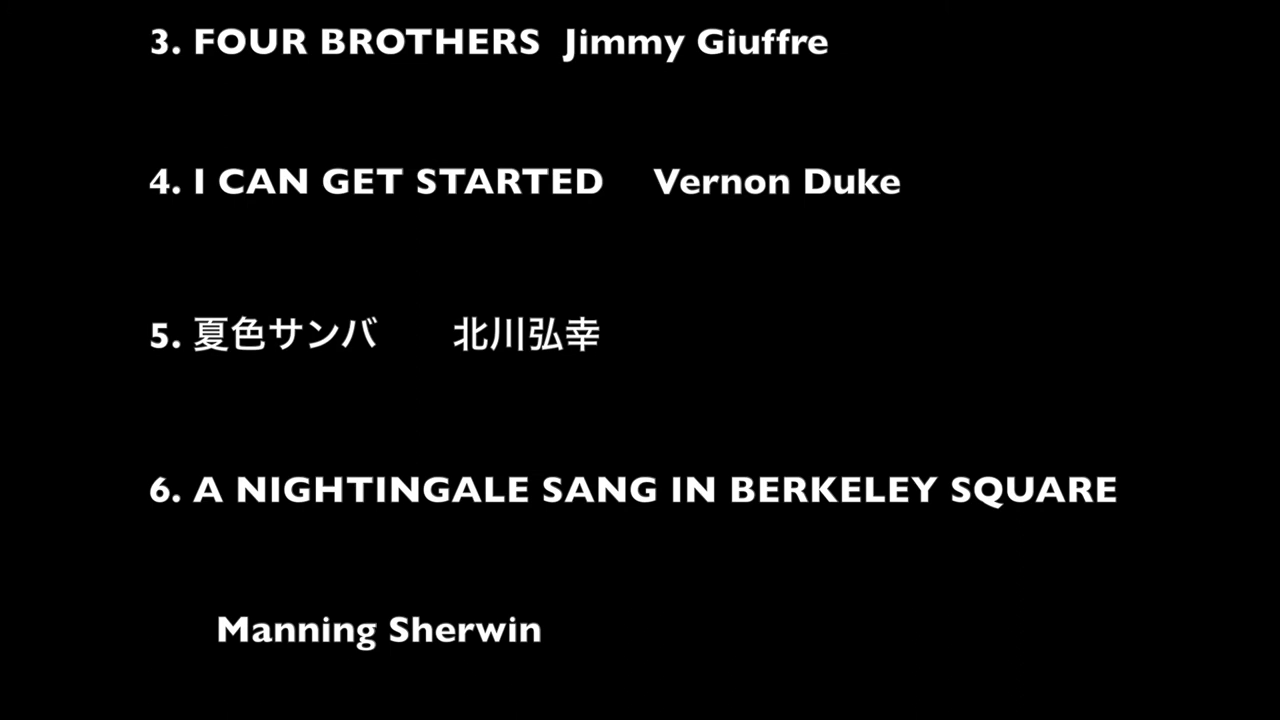 3. FOUR BROTHERS Jimmy Giuffre
4. I CAN GET STARTED Vernon Duke
5. 夏色サンバ 北川弘幸
6. A NIGHTINGALE SANG IN BERKELEY SQUARE
Manning Sherwin